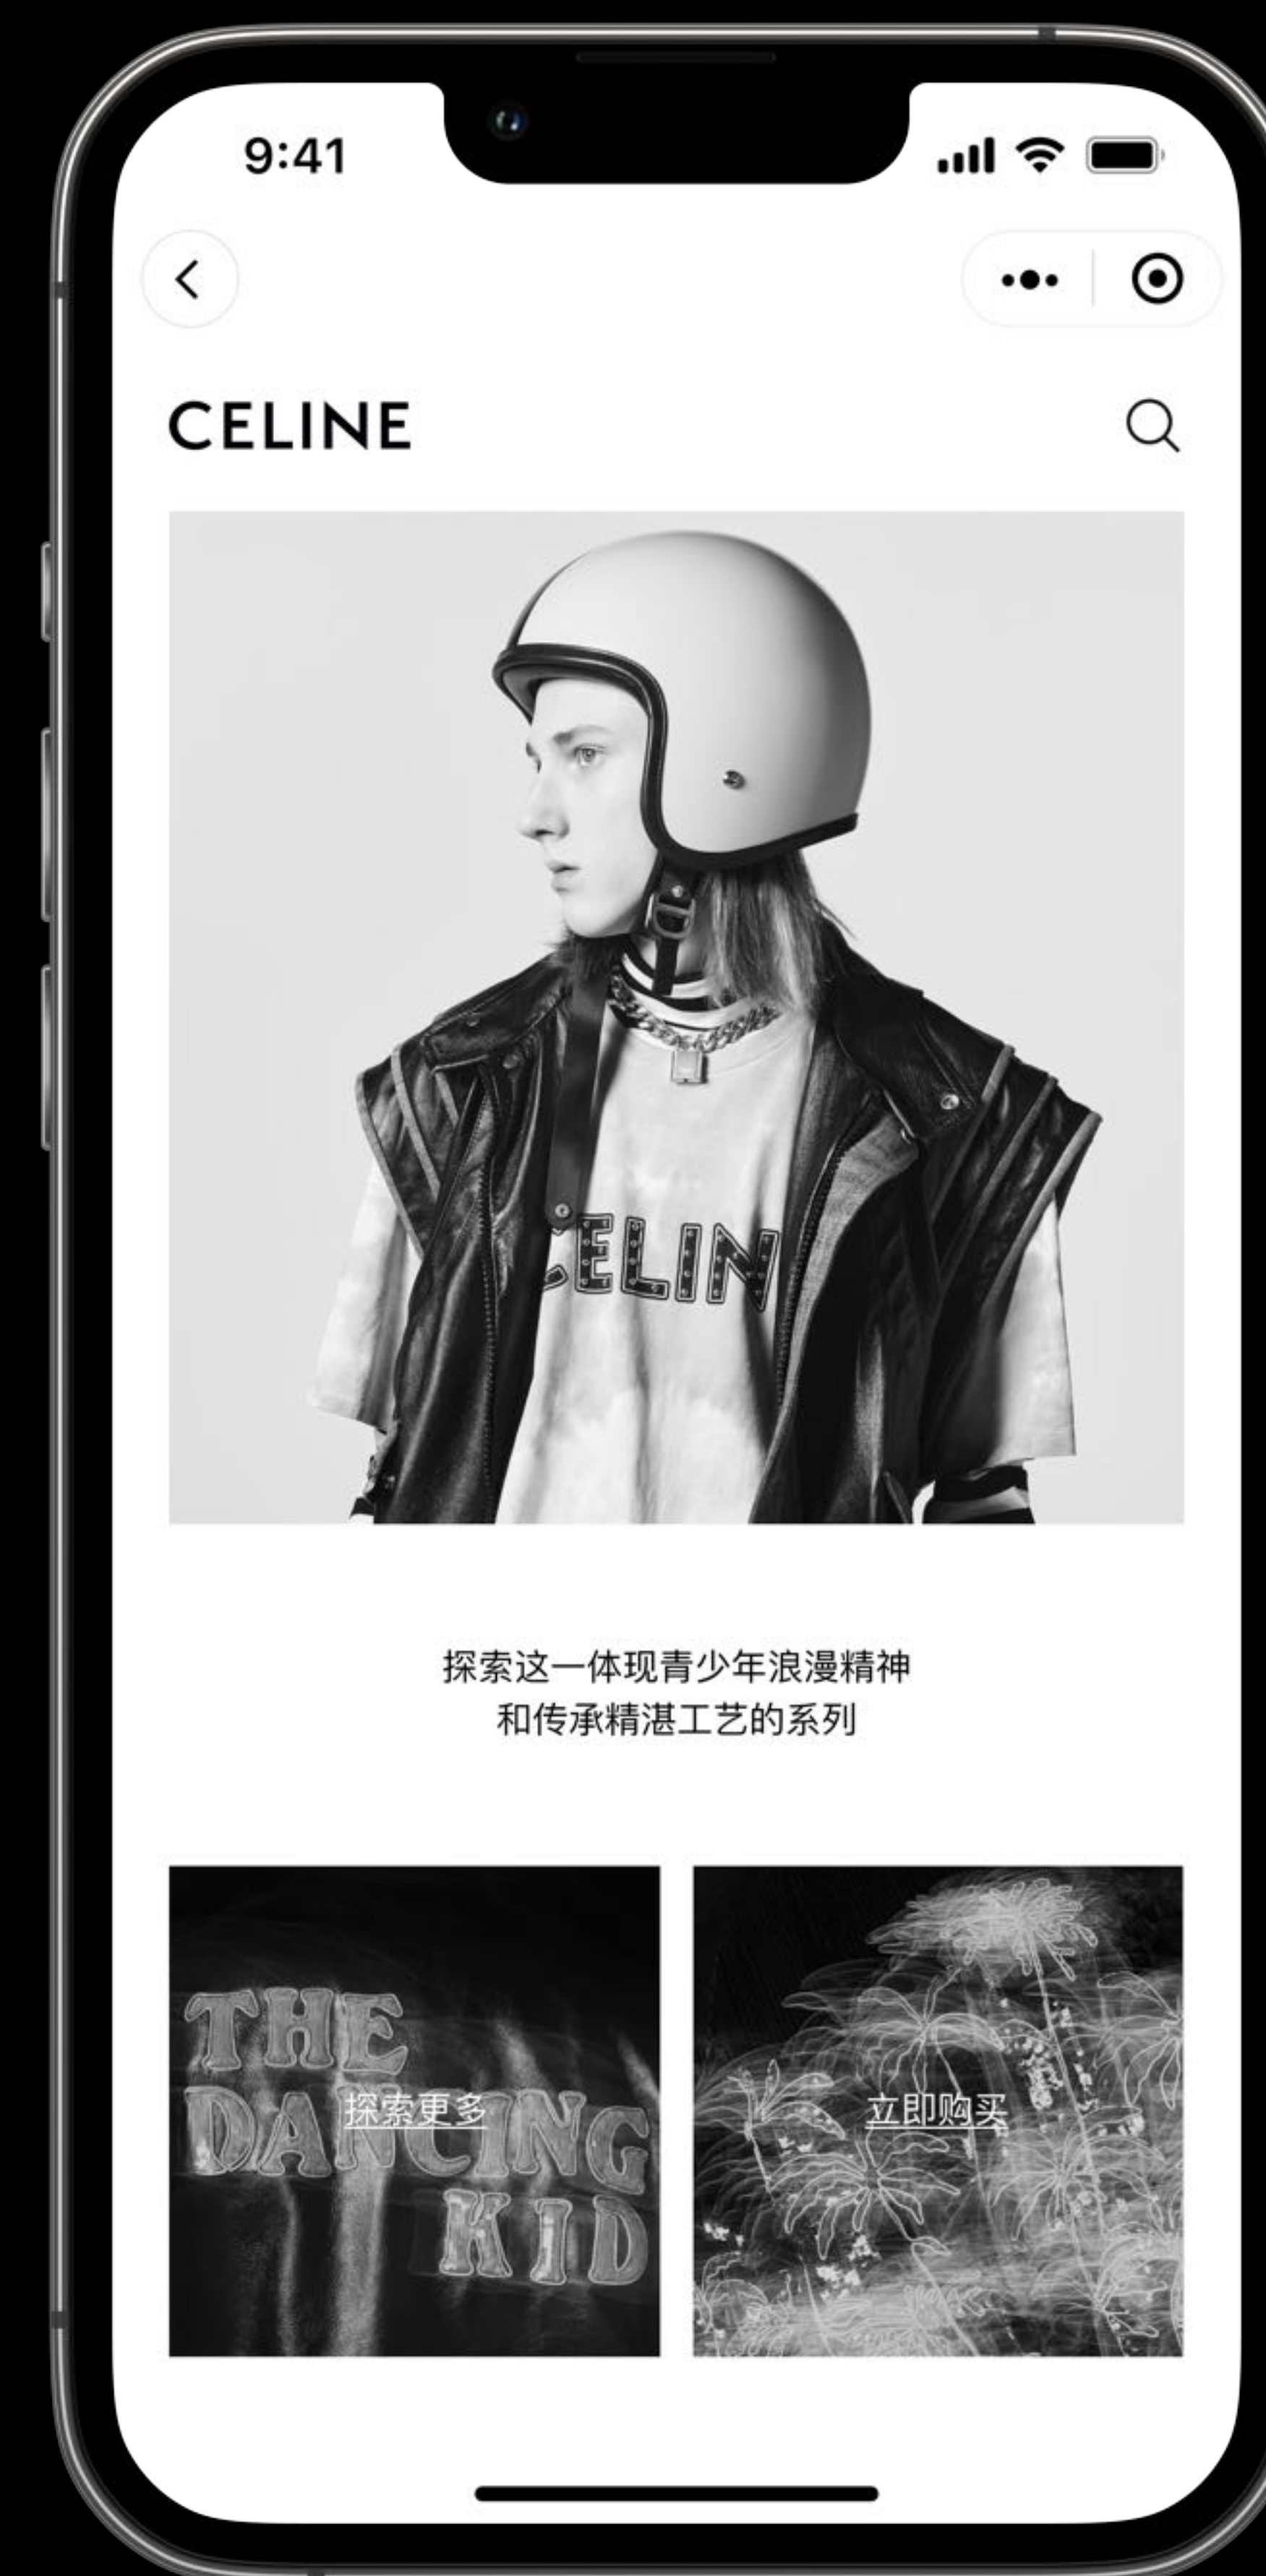 9:41
CELINE
CELIN
探索这一体现青少年浪漫精神
和传承精湛工艺的系列
THE
DANCING
KID
探索更多
立即购买